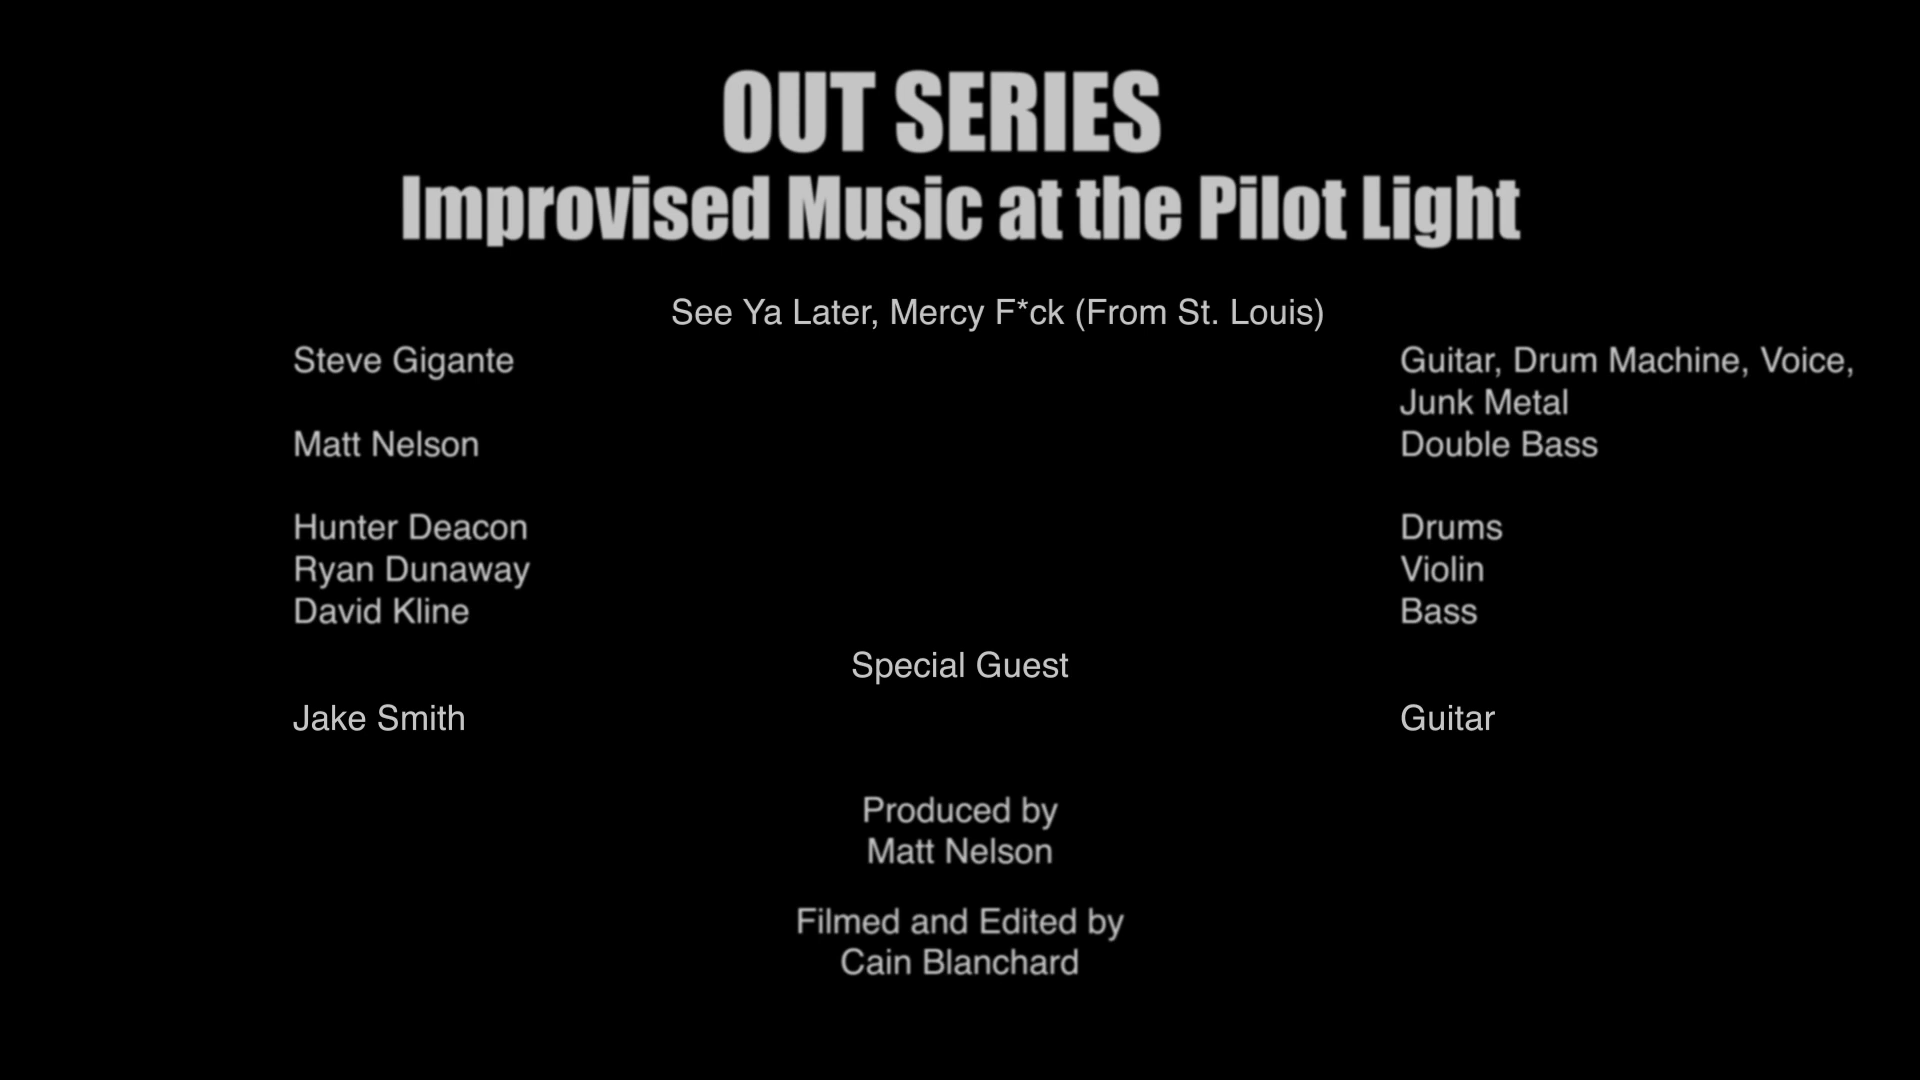 OUT SERIES
Improvised Music at the Pilot Light
See Ya Later, Mercy F*ck (From St. Louis)
Steve Gigante Guitar, Drum Machine, Voice,
Junk Metal
Matt Nelson Double Bass
Hunter Deacon Drums
Ryan Dunaway Violin
David Kline Bass
Special Guest
Jake Smith Guitar
Produced by
Matt Nelson
Filmed and Edited by
Cain Blanchard